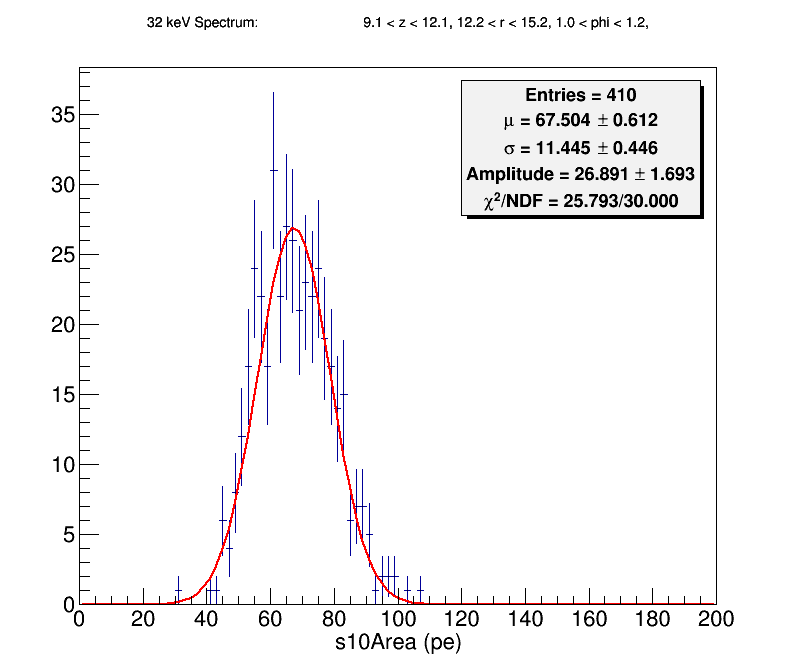 32 keV Spectrum: 9.1 < z < 12.1, 12.2 < r < 15.2, 1.0 < phi < 1.2,
Entries = 410
μ = 67.504 ± 0.612
σ = 11.445 ± 0.446
Amplitude = 26.891 ± 1.693
χ²/NDF = 25.793/30.000
35
30
25
20
15
10
5
0
0 20 40 60 80 100 120 140 160 180 200
s10Area (pe)